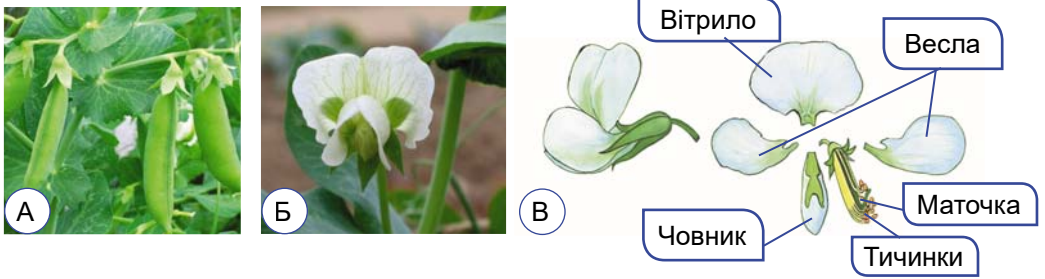 А
Б
В
Вітрило
Весла
Човник
Маточка
Тичинки